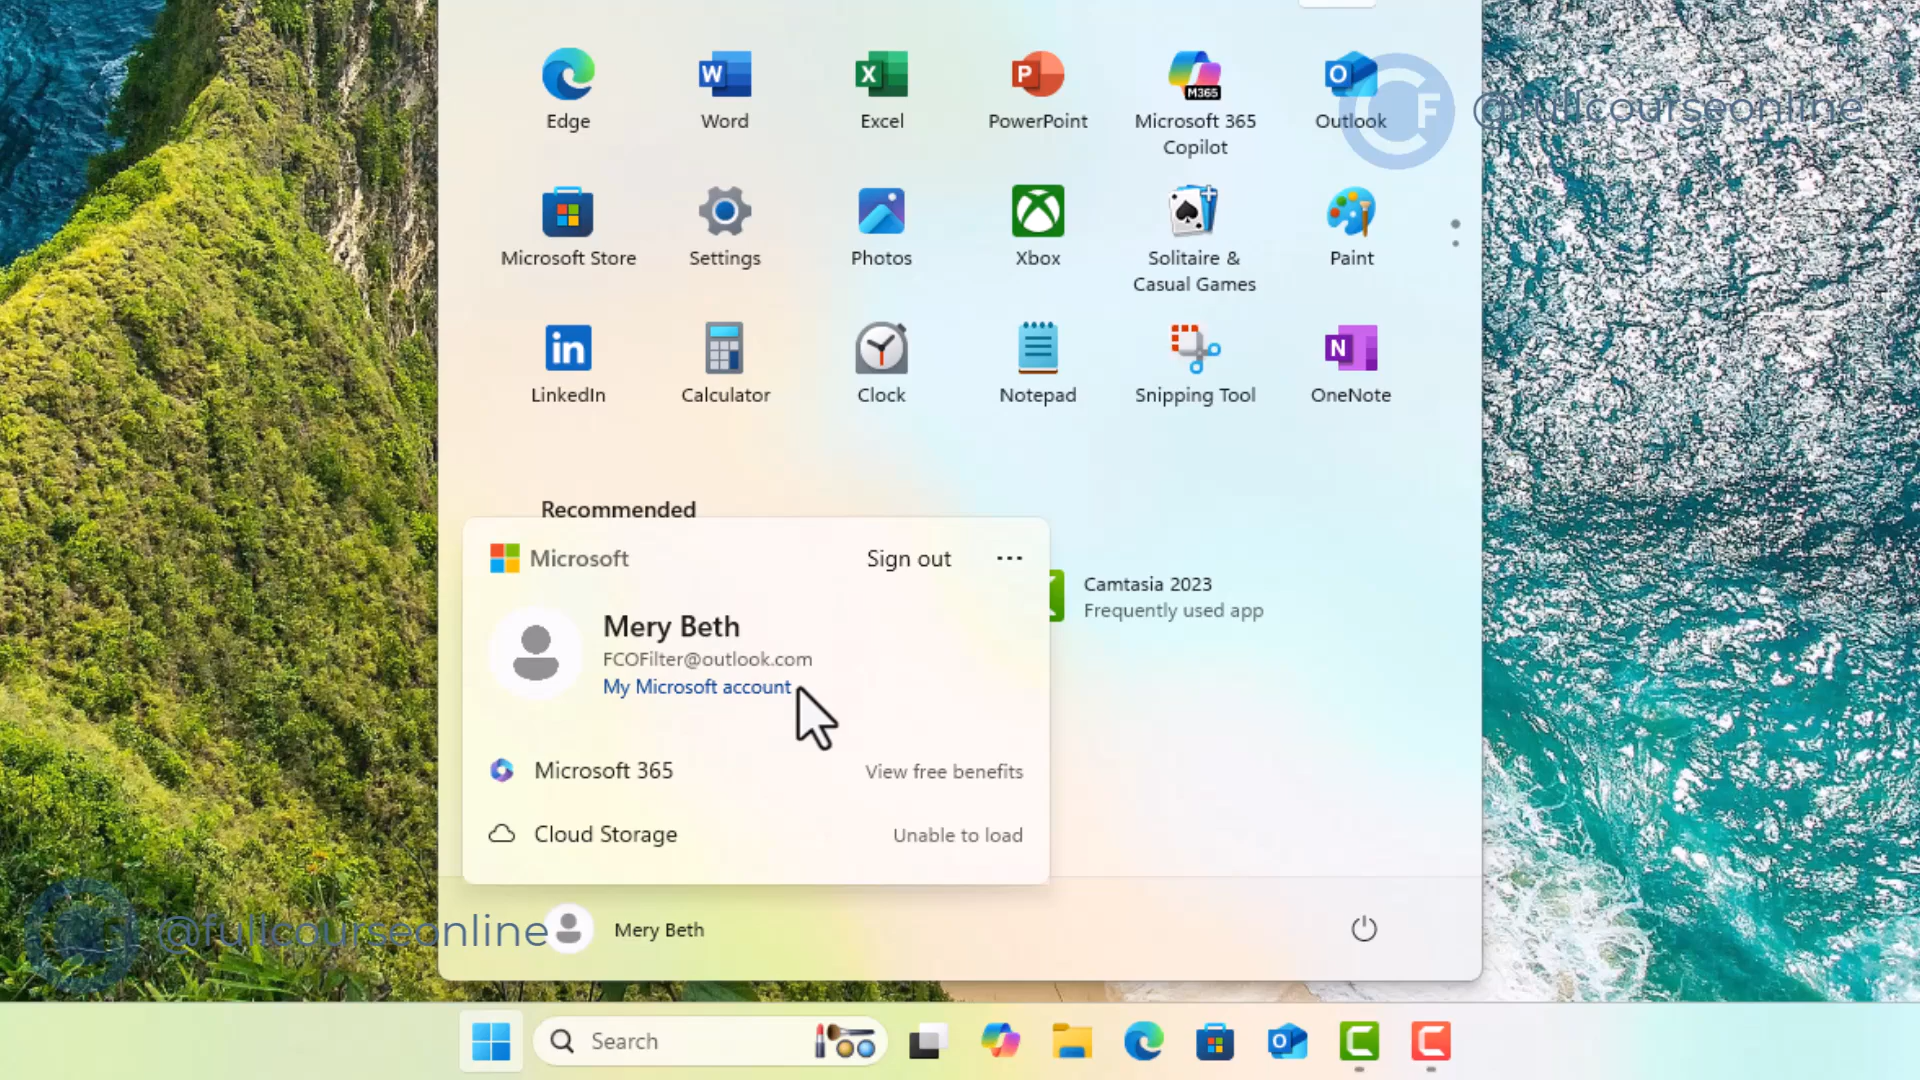 Edge
Word
Excel
PowerPoint
M365
Microsoft 365
Copilot
Outlook
@fullcourseonline
Microsoft Store
Settings
Photos
Xbox
Solitaire &
Casual Games
Paint
LinkedIn
Calculator
Clock
Notepad
Snipping Tool
OneNote
Recommended
Microsoft
Sign out
Mery Beth
FCOFilter@outlook.com
My Microsoft account
Microsoft 365
View free benefits
Cloud Storage
Unable to load
Camtasia 2023
Frequently used app
@fullcourseonline
Mery Beth
Search